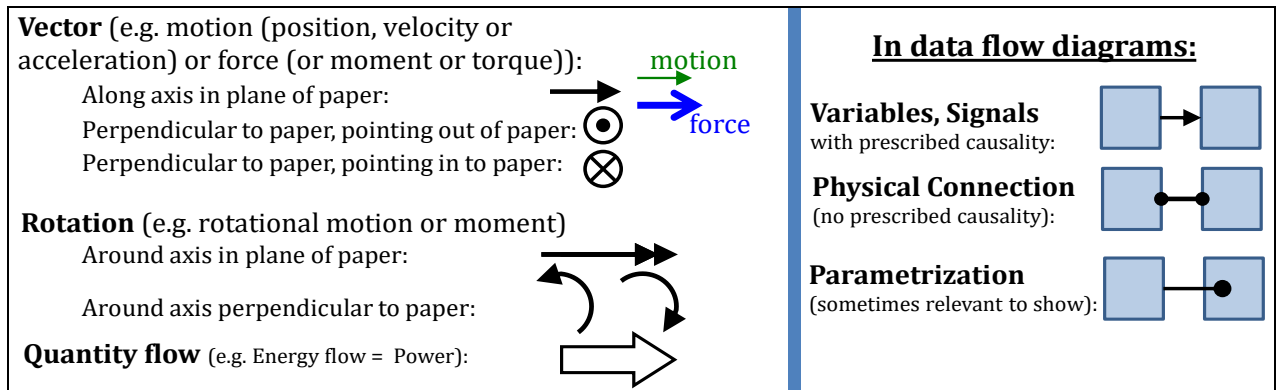 Vector (e.g. motion (position, velocity or
acceleration) or force (or moment or torque)):
motion
Along axis in plane of paper:
force
Perpendicular to paper, pointing out of paper:
Perpendicular to paper, pointing in to paper:
Rotation (e.g. rotational motion or moment)
Around axis in plane of paper:
Around axis perpendicular to paper:
Quantity flow (e.g. Energy flow = Power):
In data flow diagrams:
Variables, Signals
with prescribed causality:
Physical Connection
(no prescribed causality):
Parametrization
(sometimes relevant to show):